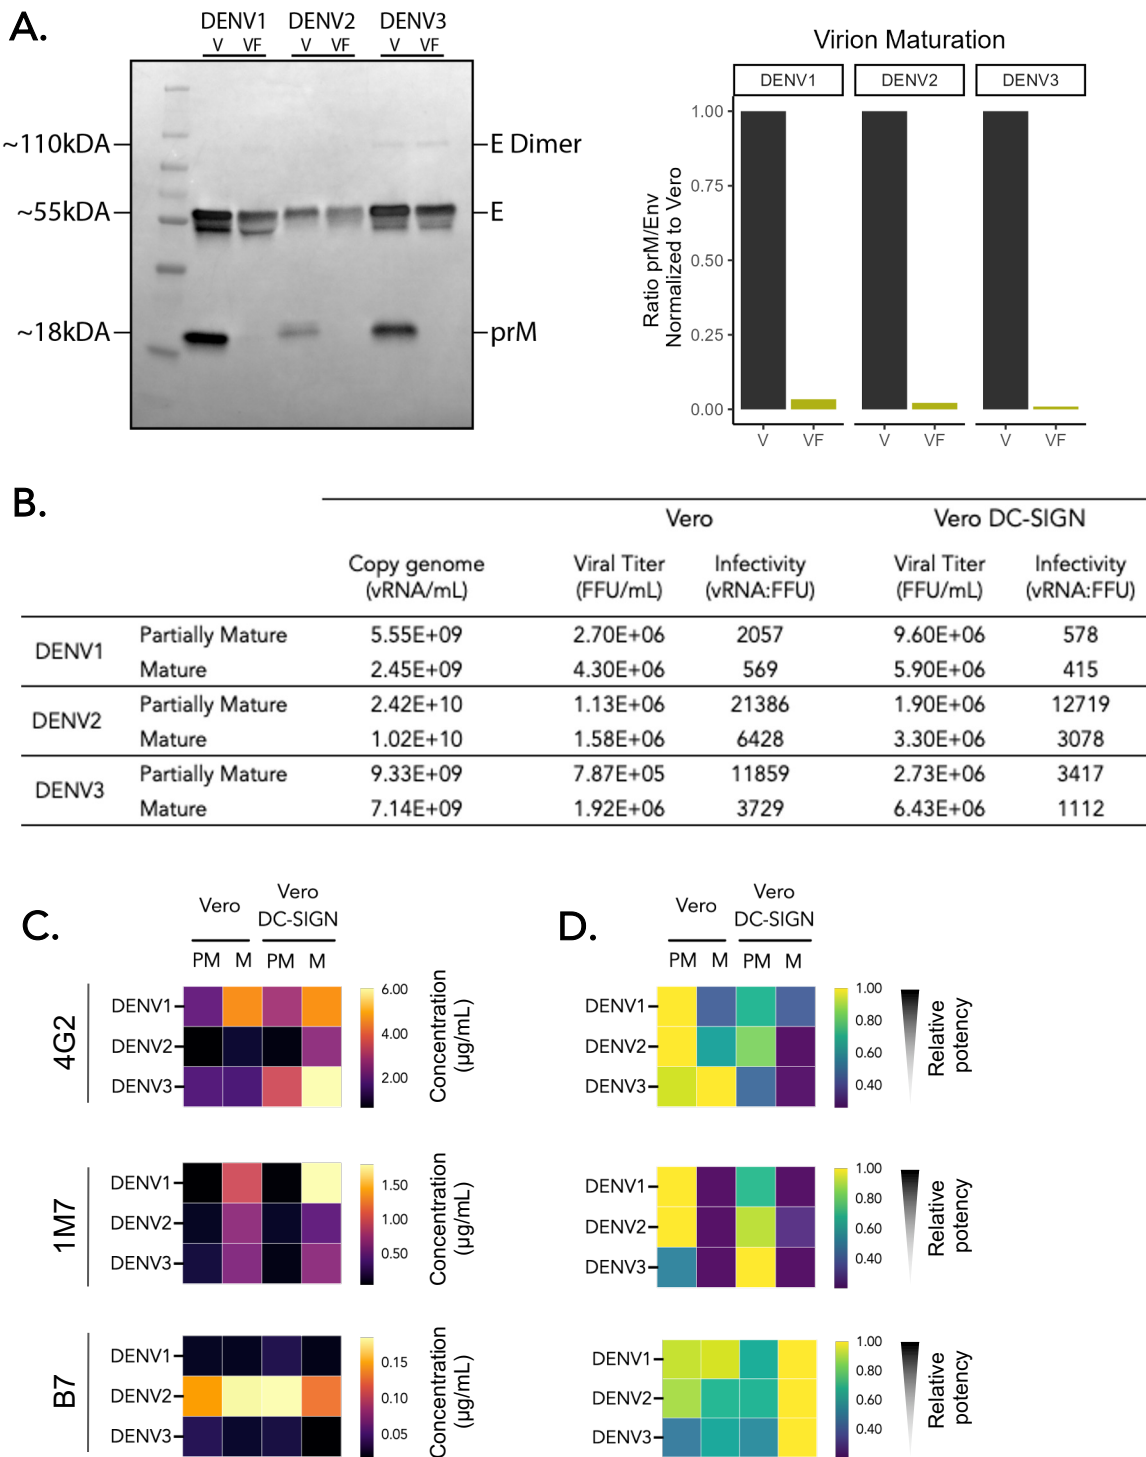 A.
DENV1 DENV2 DENV3
V VF V VF V VF
~110kDA
~55kDA
~18kDA
E Dimer
E
prM
Virion Maturation
DENV1 DENV2 DENV3
Ratio prM/Env
Normalized to Vero
1.00
0.75
0.50
0.25
0.00
V VF V VF V VF
B.
Vero Vero DC-SIGN
Copy genome Viral Titer Infectivity Viral Titer Infectivity
(vRNA/mL) (FFU/mL) (vRNA:FFU) (FFU/mL) (vRNA:FFU)
DENV1
Partially Mature 5.55E+09 2.70E+06 2057 9.60E+06 578
Mature 2.45E+09 4.30E+06 569 5.90E+06 415
DENV2
Partially Mature 2.42E+10 1.13E+06 21386 1.90E+06 12719
Mature 1.02E+10 1.58E+06 6428 3.30E+06 3078
DENV3
Partially Mature 9.33E+09 7.87E+05 11859 2.73E+06 3417
Mature 7.14E+09 1.92E+06 3729 6.43E+06 1112
C.
Vero
Vero
DC-SIGN
PM M PM M
4G2
DENV1
DENV2
DENV3
6.00
4.00
2.00
Concentration
(µg/mL)
1M7
DENV1
DENV2
DENV3
1.50
1.00
0.50
Concentration
(µg/mL)
B7
DENV1
DENV2
DENV3
0.15
0.10
0.05
Concentration
(µg/mL)
D.
Vero
Vero
DC-SIGN
PM M PM M
DENV1
DENV2
DENV3
1.00
0.80
0.60
0.40
Relative
potency
DENV1
DENV2
DENV3
1.00
0.80
0.60
0.40
Relative
potency
DENV1
DENV2
DENV3
1.00
0.80
0.60
0.40
Relative
potency